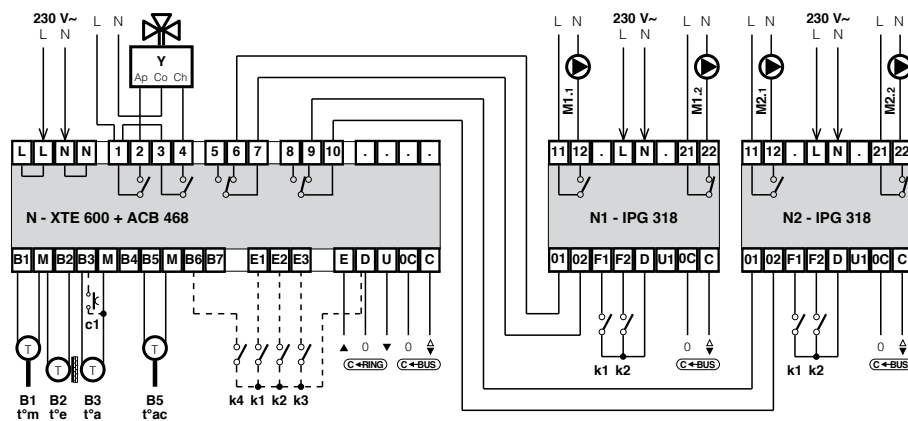 230 V~ L N 230 V~ L N 230 V~ L N
L N Y L N L N L N L N
Ap Co Ch
M1.1 M1.2 M2.1 M2.2
L L N N 1 2 3 4 5 6 7 8 9 10 . . . . 11 12 . L N . 21 22 11 12 . L N . 21 22
N - XTE 600 + ACB 468 N1 - IPG 318 N2 - IPG 318
B1 M B2 B3 M B4 B5 M B6 B7 E1 E2 E3 E D U 0C C 01 02 F1 F2 D U1 0C C 01 02 F1 F2 D U1 0C C
c1
T T T T 0 0 0 0
C RING C BUS k1 k2 C BUS k1 k2 C BUS
B1 B2 B3 B5 k4 k1 k2 k3
t°m t°e t°a t°ac